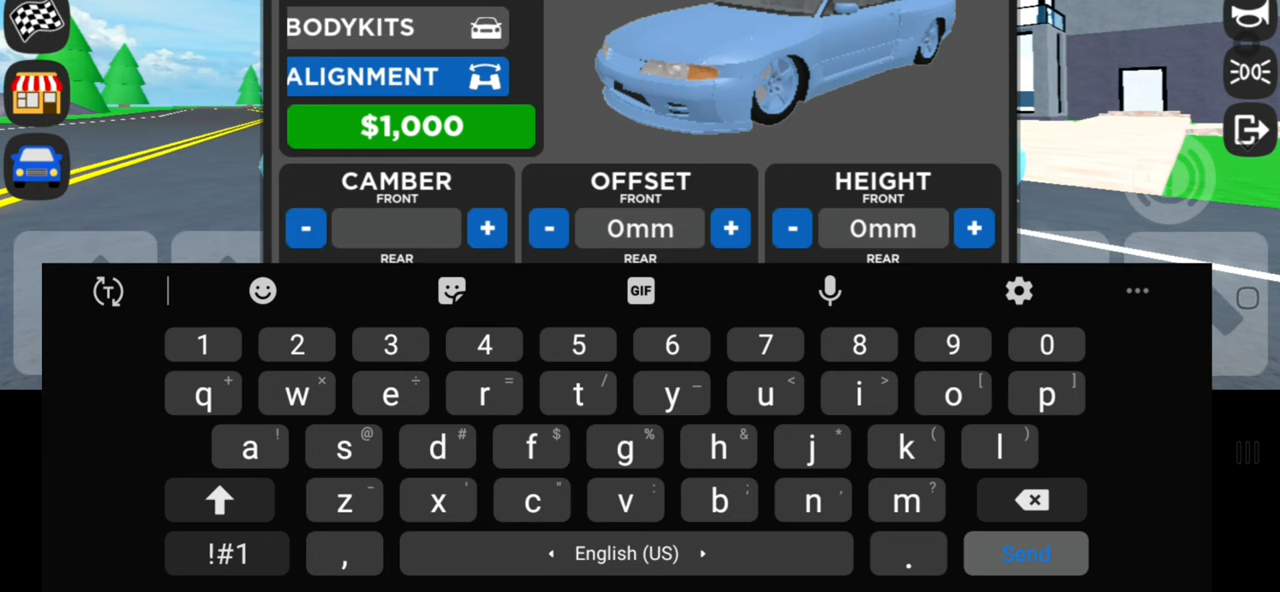 BODYKITS
ALIGNMENT
$1,000
CAMBER
FRONT
-
+
REAR
OFFSET
FRONT
-
0mm
+
REAR
HEIGHT
FRONT
-
0mm
+
REAR
T
GIF
...
1 2 3 4 5 6 7 8 9 0
q + w × e ÷ r = t / y _ u < i > o [ p ]
a ! s @ d # f $ g % h & j * k ( l )
z - x ' c " v : b ; n , m ?
!#1 , English (US) . Send